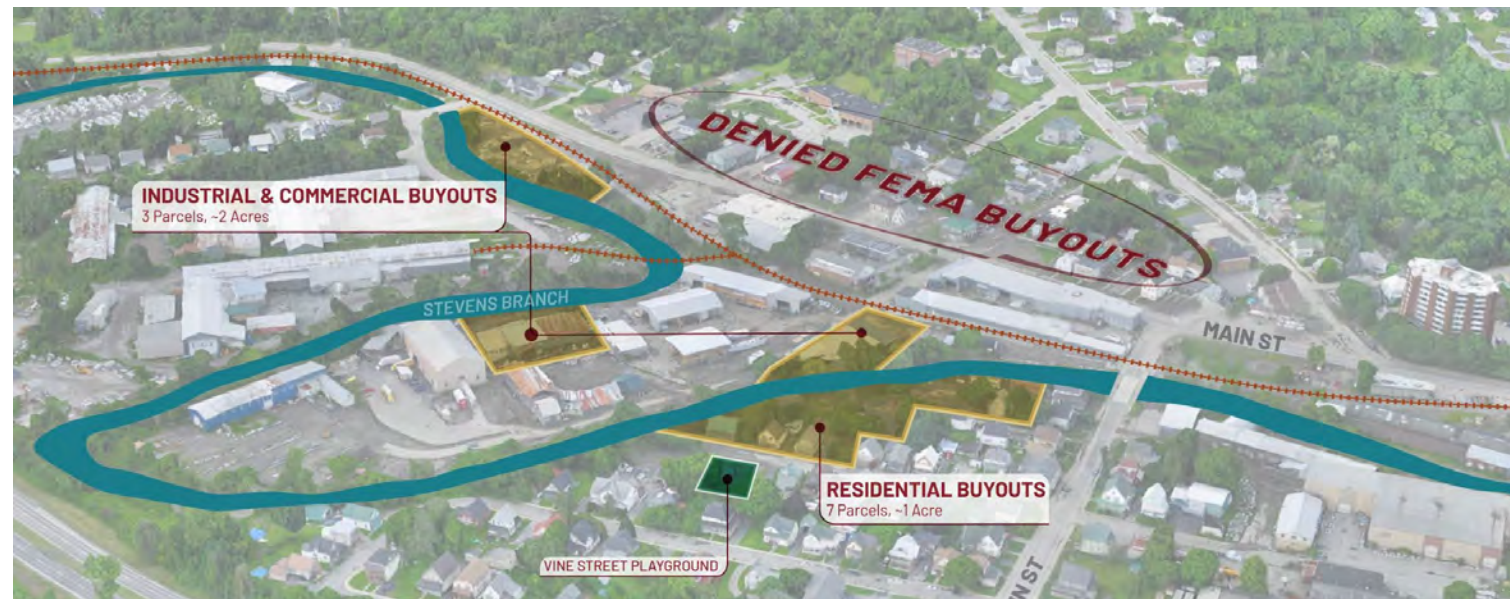 DENIED FEMA BUYOUTS
INDUSTRIAL & COMMERCIAL BUYOUTS
3 Parcels, ~2 Acres
STEVENS BRANCH
MAIN ST
RESIDENTIAL BUYOUTS
7 Parcels, ~1 Acre
VINE STREET PLAYGROUND
N ST